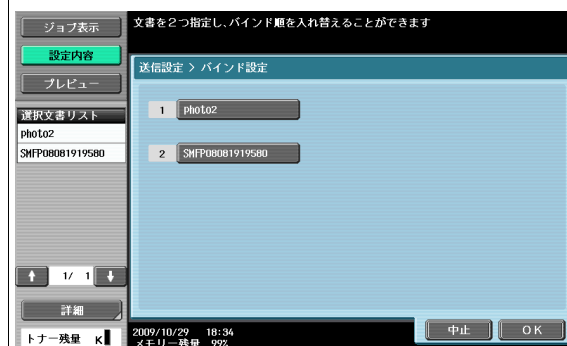 ジョブ表示
文書を2つ指定し、バインド順を入れ替えることができます
設定内容
送信設定 > バインド設定
プレビュー
選択文書リスト
photo2
SMFP08081919580
1 photo2
2 SMFP08081919580
↑ 1/ 1 ↓
詳細
トナー残量 K
2009/10/29 18:34
メモリー残量 99%
中止 OK